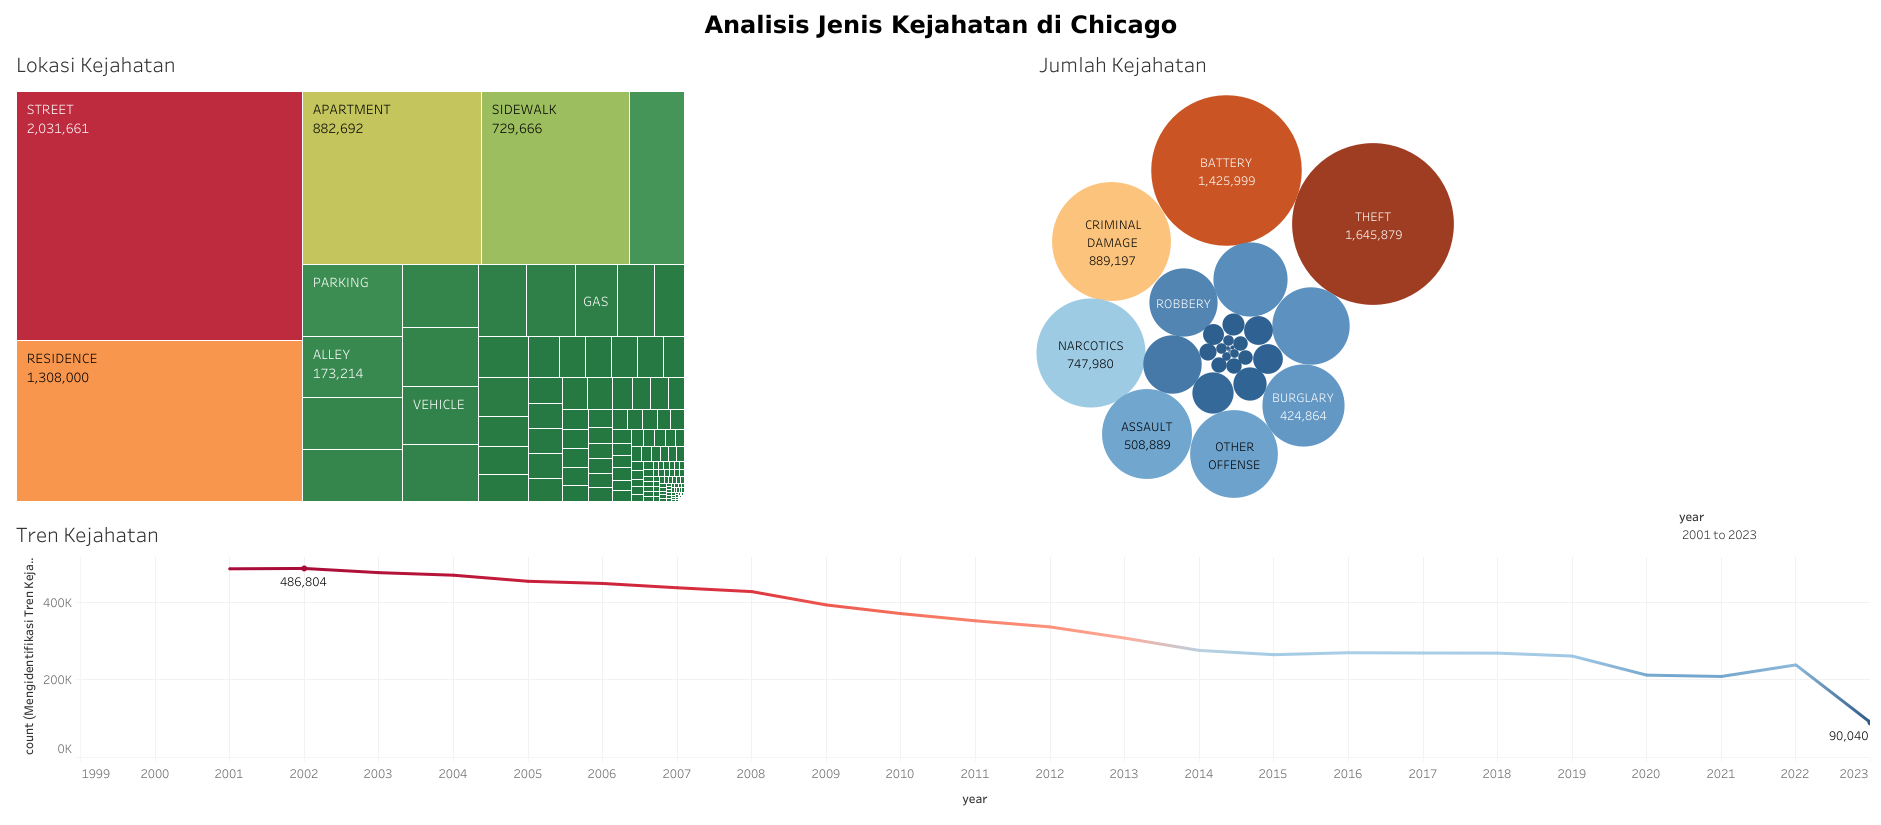 Analisis Jenis Kejahatan di Chicago
Lokasi Kejahatan
STREET
2,031,661
APARTMENT
882,692
SIDEWALK
729,666
PARKING
GAS
RESIDENCE
1,308,000
ALLEY
173,214
VEHICLE
Jumlah Kejahatan
BATTERY
1,425,999
THEFT
1,645,879
CRIMINAL
DAMAGE
889,197
ROBBERY
NARCOTICS
747,980
BURGLARY
424,864
ASSAULT
508,889
OTHER
OFFENSE
Tren Kejahatan
year
2001 to 2023
count (Mengidentifikasi Tren Keja..
400K
200K
0K
486,804
90,040
1999 2000 2001 2002 2003 2004 2005 2006 2007 2008 2009 2010 2011 2012 2013 2014 2015 2016 2017 2018 2019 2020 2021 2022 2023
year